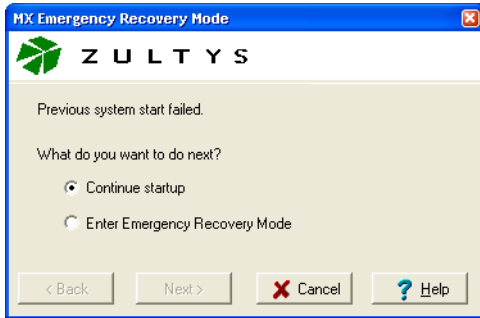 MX Emergency Recovery Mode
ZULTYS
Previous system start failed.
What do you want to do next?
Continue startup
Enter Emergency Recovery Mode
< Back Next > Cancel Help